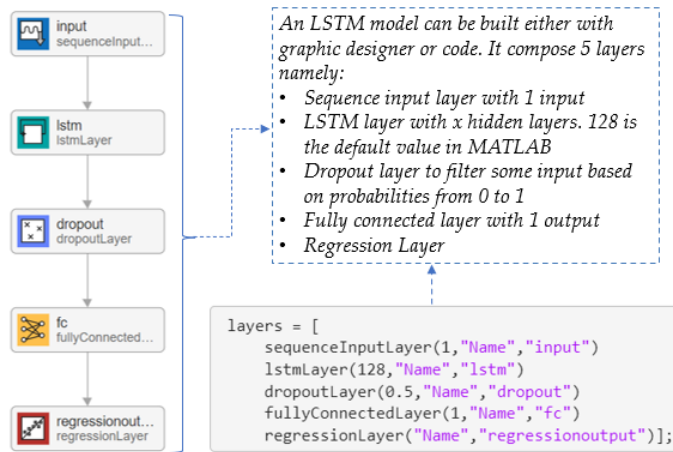 input
sequenceInput...
lstm
lstmLayer
dropout
dropoutLayer
fc
fullyConnected...
regressionout...
regressionLayer
An LSTM model can be built either with
graphic designer or code. It compose 5 layers
namely:
• Sequence input layer with 1 input
• LSTM layer with x hidden layers. 128 is
the default value in MATLAB
• Dropout layer to filter some input based
on probabilities from 0 to 1
• Fully connected layer with 1 output
• Regression Layer
layers = [
sequenceInputLayer(1,"Name","input")
lstmLayer(128,"Name","lstm")
dropoutLayer(0.5,"Name","dropout")
fullyConnectedLayer(1,"Name","fc")
regressionLayer("Name","regressionoutput")];